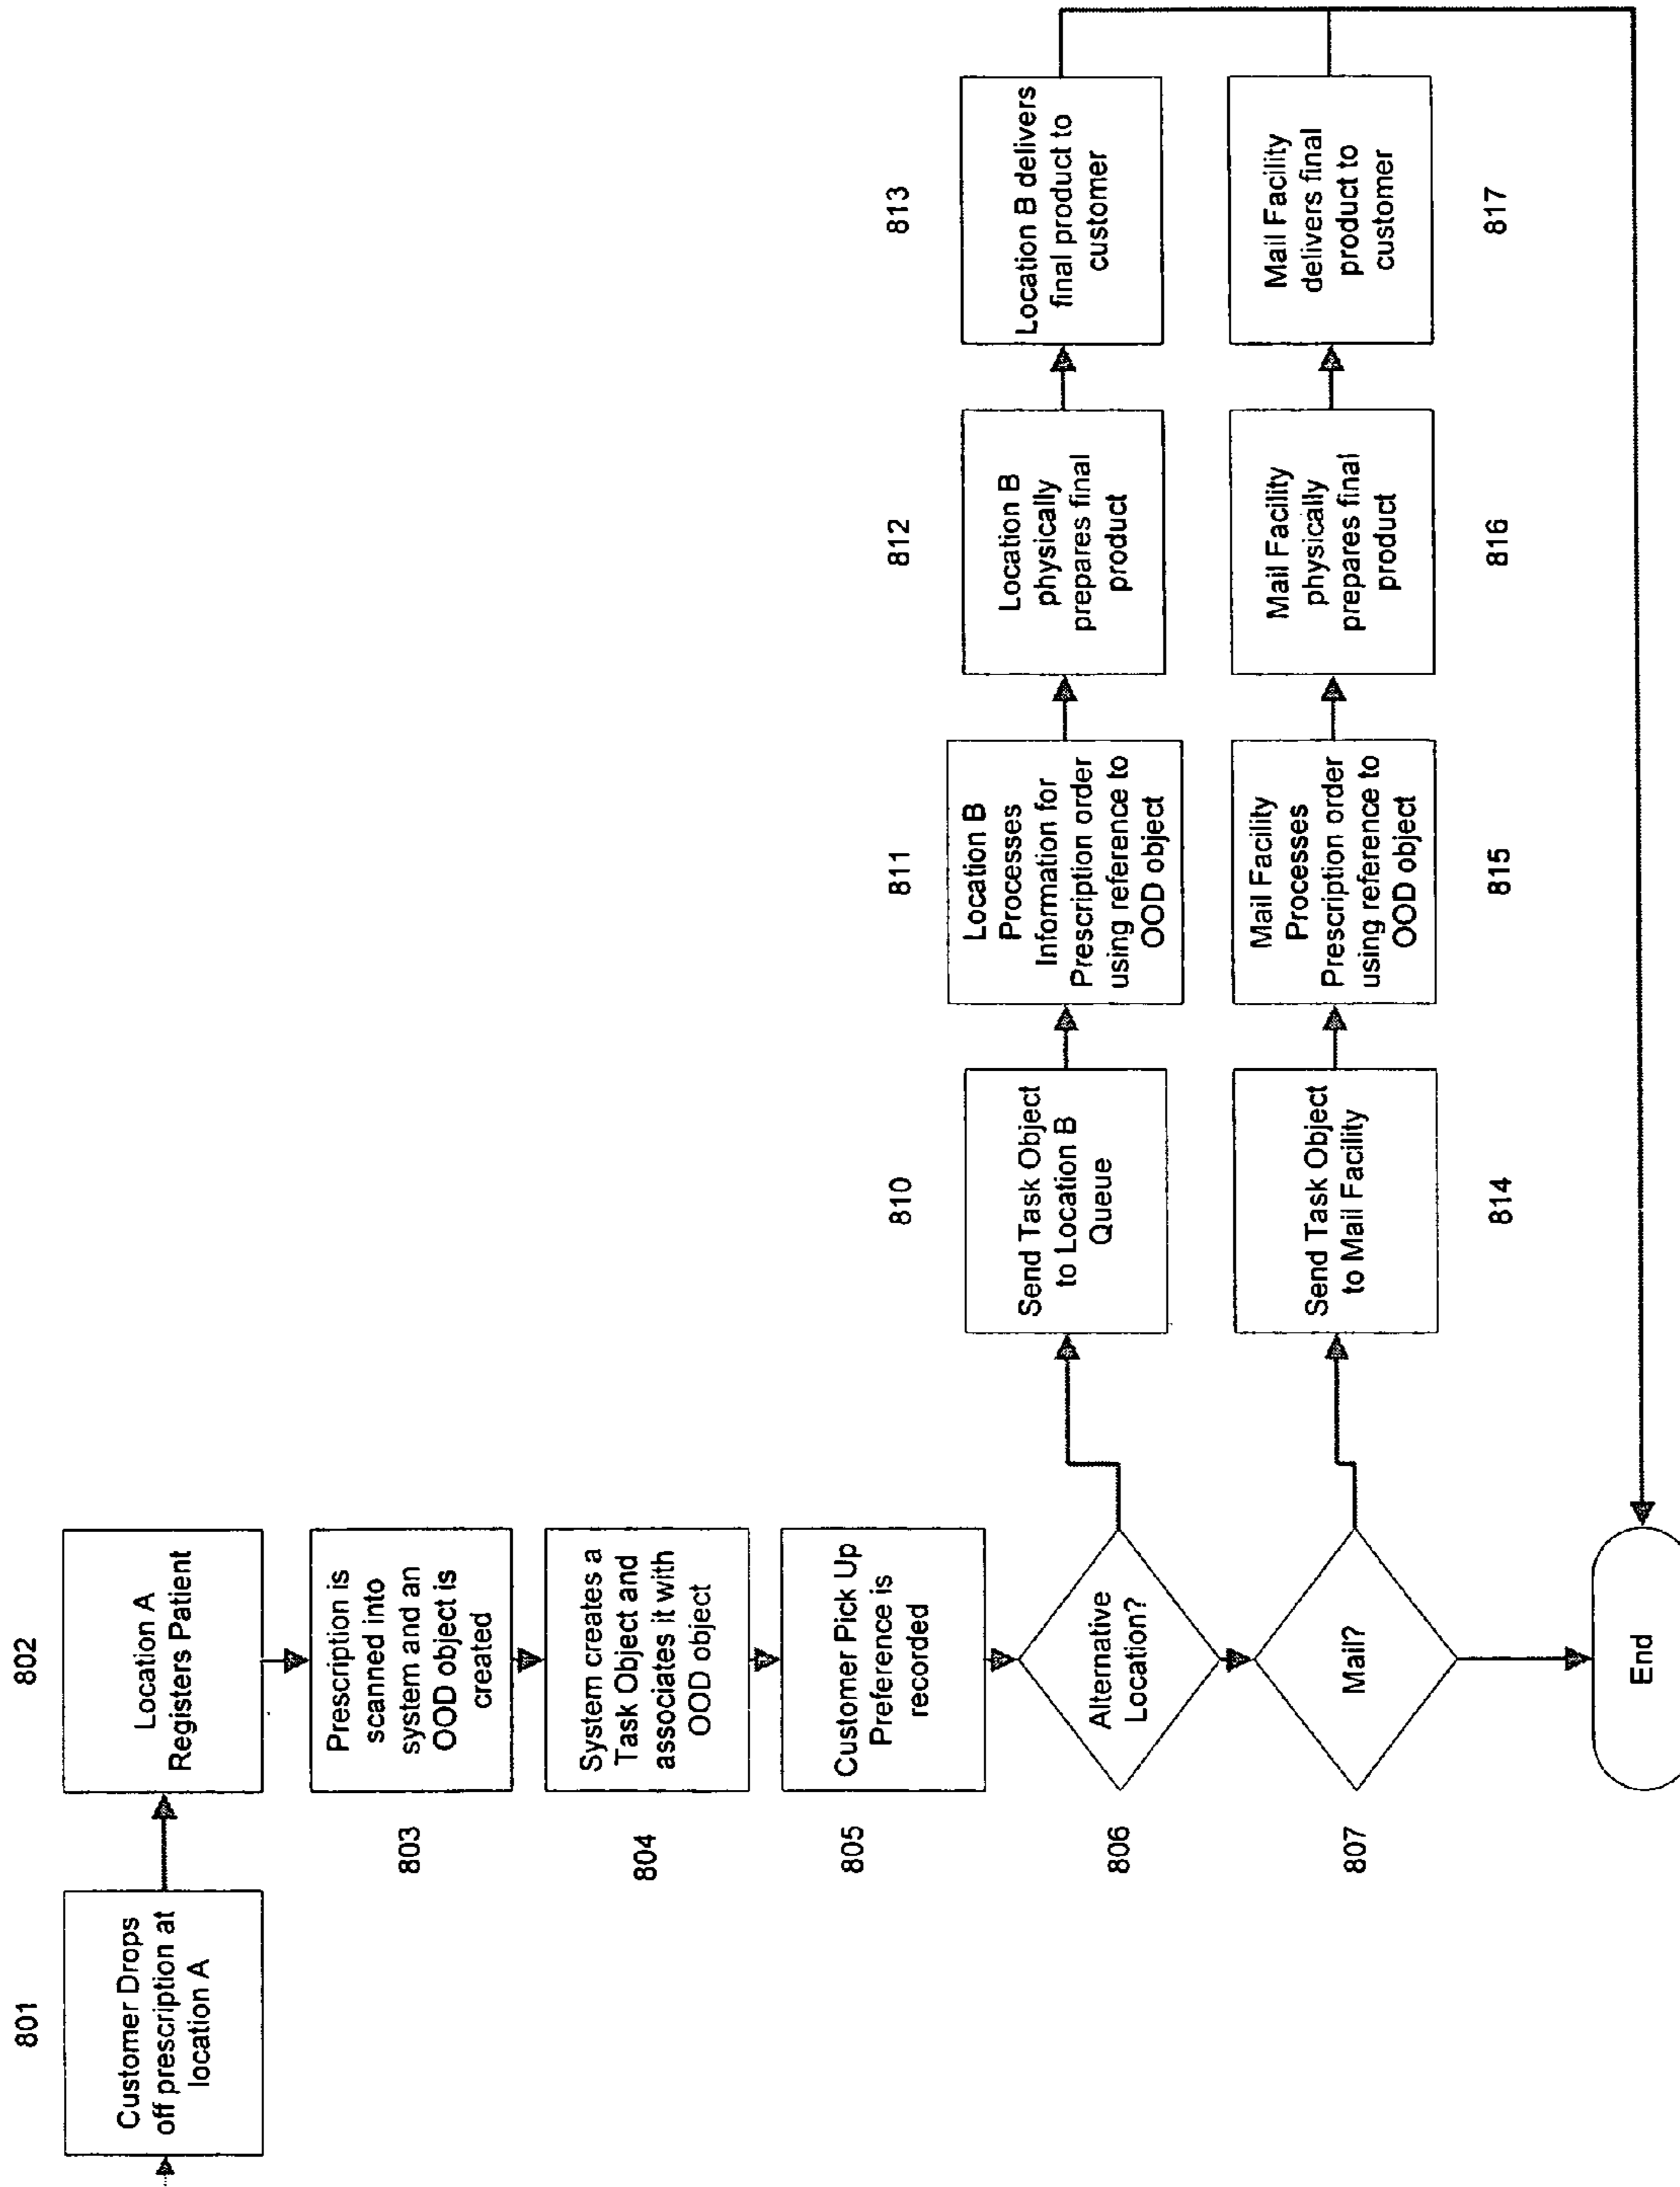 801
Customer Drops
off prescription at
location A
802
Location A
Registers Patient
803
Prescription is
scanned into
system and an
OOD object is
created
804
System creates a
Task Object and
associates it with
OOD object
805
Customer Pick Up
Preference is
recorded
806
Alternative
Location?
807
Mail?
End
810
Send Task Object
to Location B
Queue
811
Location B
Processes
Information for
Prescription order
using reference to
OOD object
812
Location B
physically
prepares final
product
813
Location B delivers
final product to
customer
Send Task Object
to Mail Facility
814
Mail Facility
Processes
Prescription order
using reference to
OOD object
815
Mail Facility
physically
prepares final
product
816
Mail Facility
delivers final
product to
customer
817